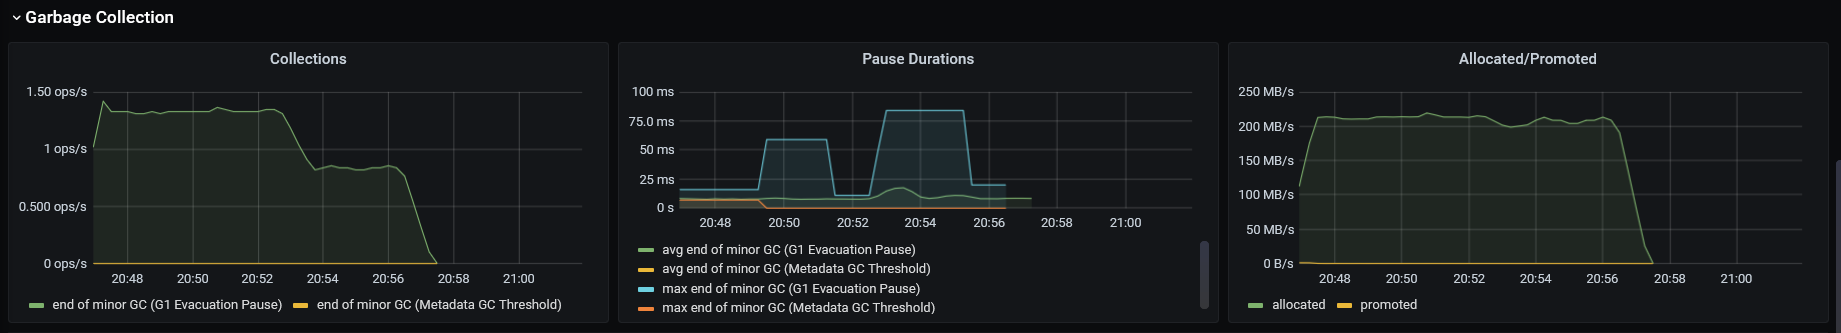 Garbage Collection
Collections
1.50 ops/s
1 ops/s
0.500 ops/s
0 ops/s
20:48 20:50 20:52 20:54 20:56 20:58 21:00
end of minor GC (G1 Evacuation Pause) end of minor GC (Metadata GC Threshold)
Pause Durations
100 ms
75.0 ms
50 ms
25 ms
0 s
20:48 20:50 20:52 20:54 20:56 20:58 21:00
avg end of minor GC (G1 Evacuation Pause)
avg end of minor GC (Metadata GC Threshold)
max end of minor GC (G1 Evacuation Pause)
max end of minor GC (Metadata GC Threshold)
Allocated/Promoted
250 MB/s
200 MB/s
150 MB/s
100 MB/s
50 MB/s
0 B/s
20:48 20:50 20:52 20:54 20:56 20:58 21:00
allocated promoted